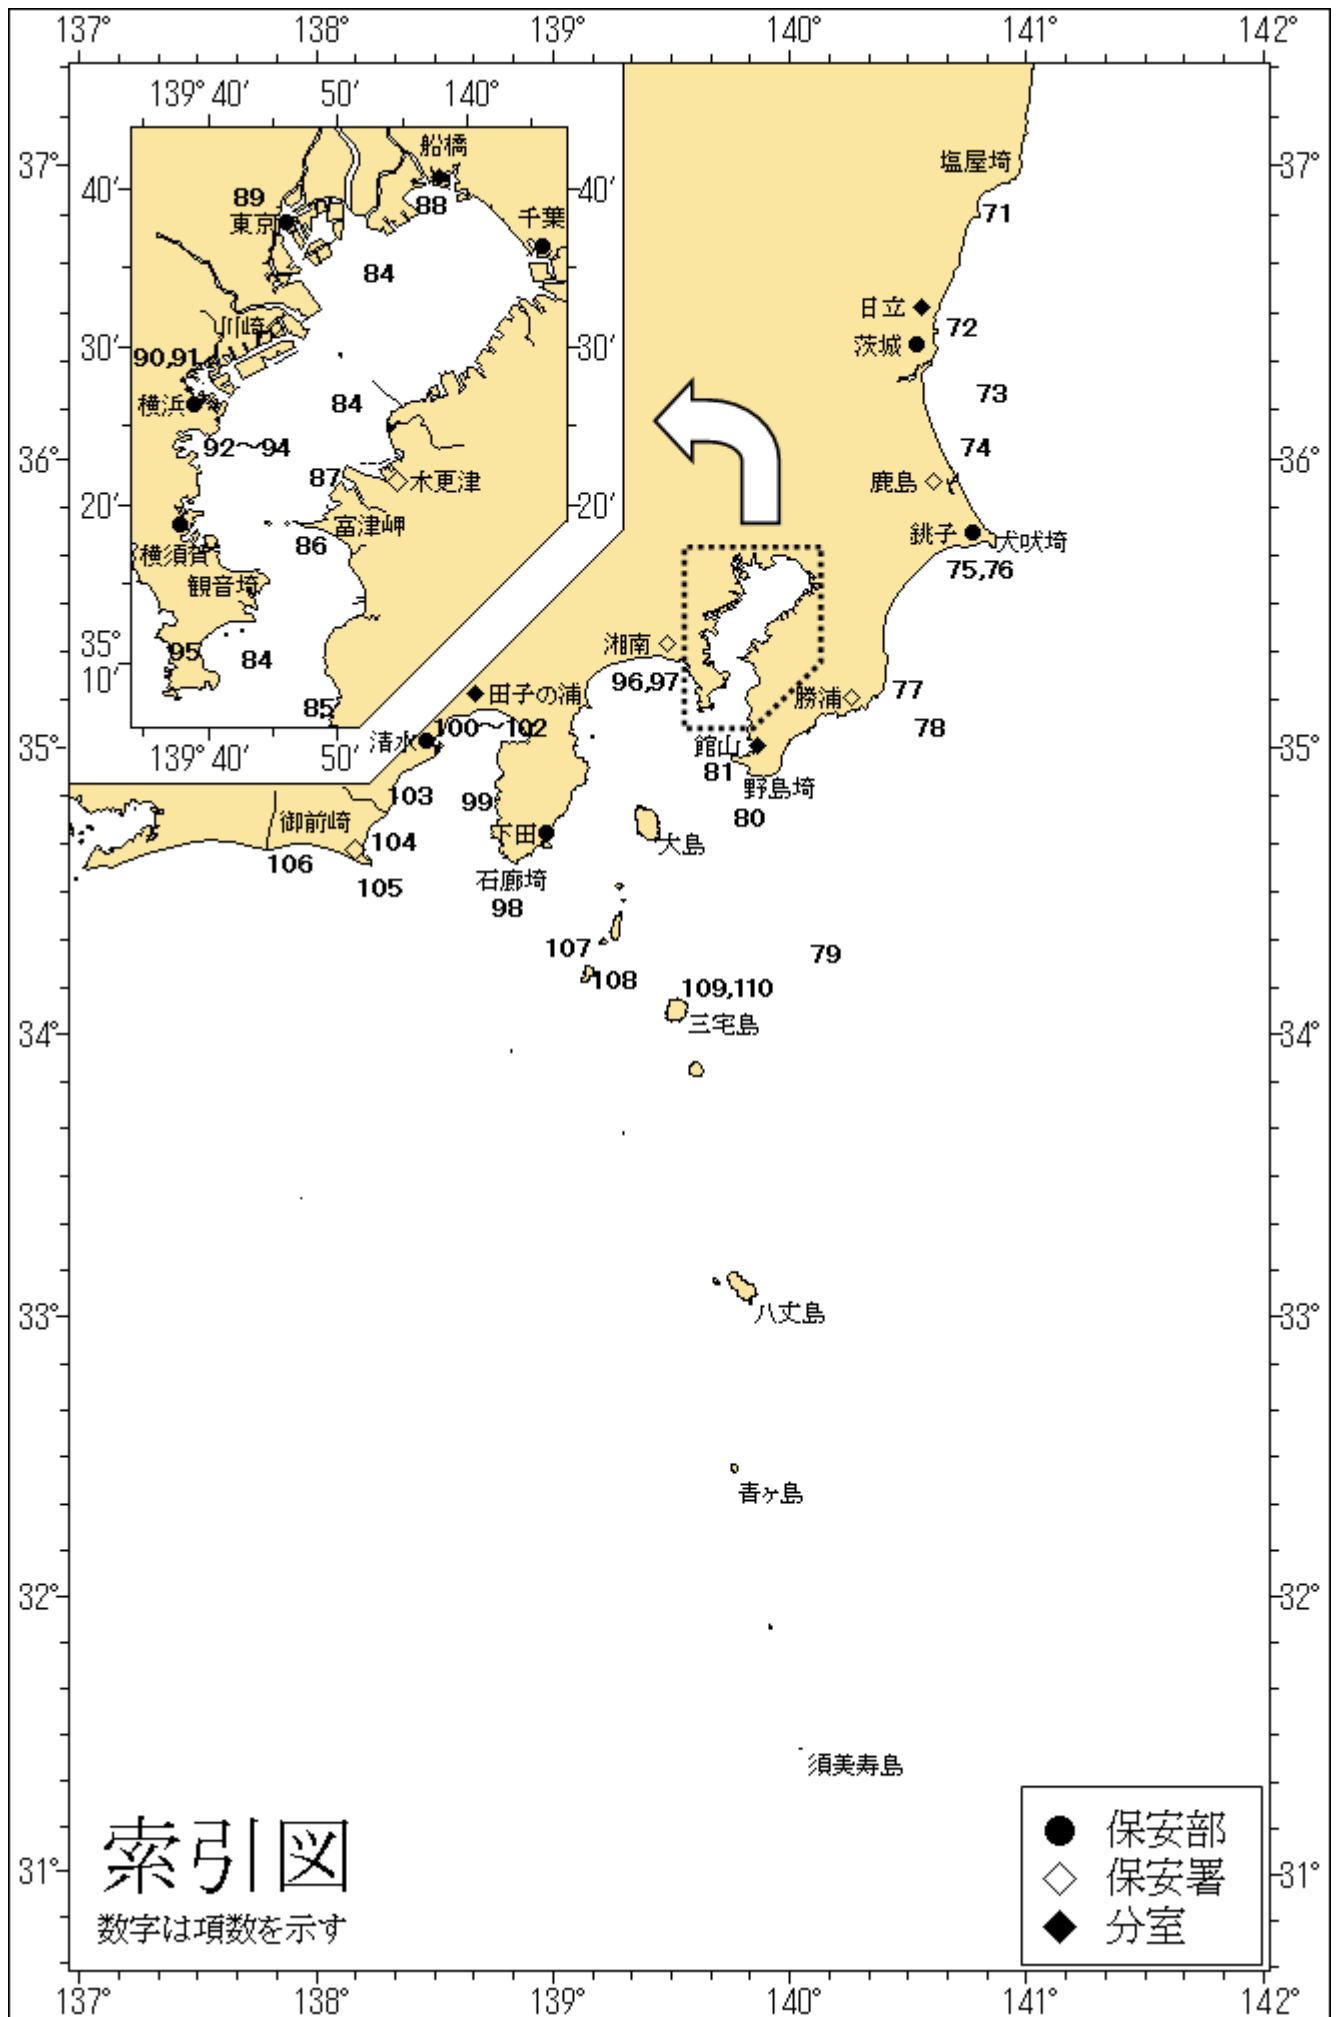 137° 138° 139° 140° 141° 142°
139° 40′ 50′ 140°
船橋
塩屋埼
37° 37°
40′ 89 88 40′
東京 千葉
71
84
日立
72
川崎
茨城
30′ 30′
90,91
73
横浜 84
92～94 74
36° 36°
87 木更津 鹿島
20′ 20′
富津岬
銚子 犬吠埼
横須賀 86
75,76
観音埼
35°
10′
95 84
湘南
96,97
85 田子の浦 勝浦 77
100～102 78
139° 40′ 50′
清水 館山
35° 35°
81
野島埼
103 99
80
御前崎 104 下田 大島
106
105 石廊埼
98
107 79
108 109,110
三宅島
34° 34°
八丈島
33° 33°
青ヶ島
32° 32°
須美寿島
索引図
数字は項数を示す
保安部
保安署
分室
31° 31°
137° 138° 139° 140° 141° 142°